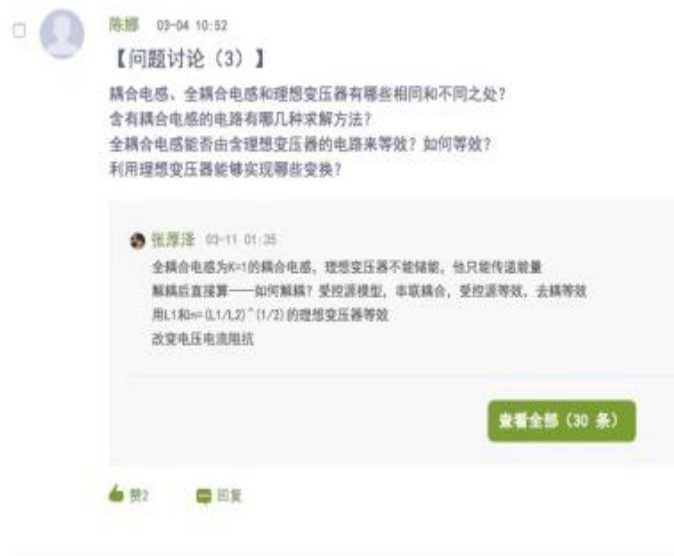 陈娜 03-04 10:52
【问题讨论（3）】
耦合电感、全耦合电感和理想变压器有哪些相同和不同之处?
含有耦合电感的电路有哪几种求解方法?
全耦合电感能否由含理想变压器的电路来等效? 如何等效?
利用理想变压器能够实现哪些变换?
张厚泽 03-11 01:35
全耦合电感为K=1的耦合电感、理想变压器不能储能，他只能传递能量
解耦后直接算——如何解耦? 受控源模型，串联耦合，受控源等效，去耦等效
用L1和n=(L1/L2)^(1/2)的理想变压器等效
改变电压电流阻抗
查看全部（30 条）
赞2 回复